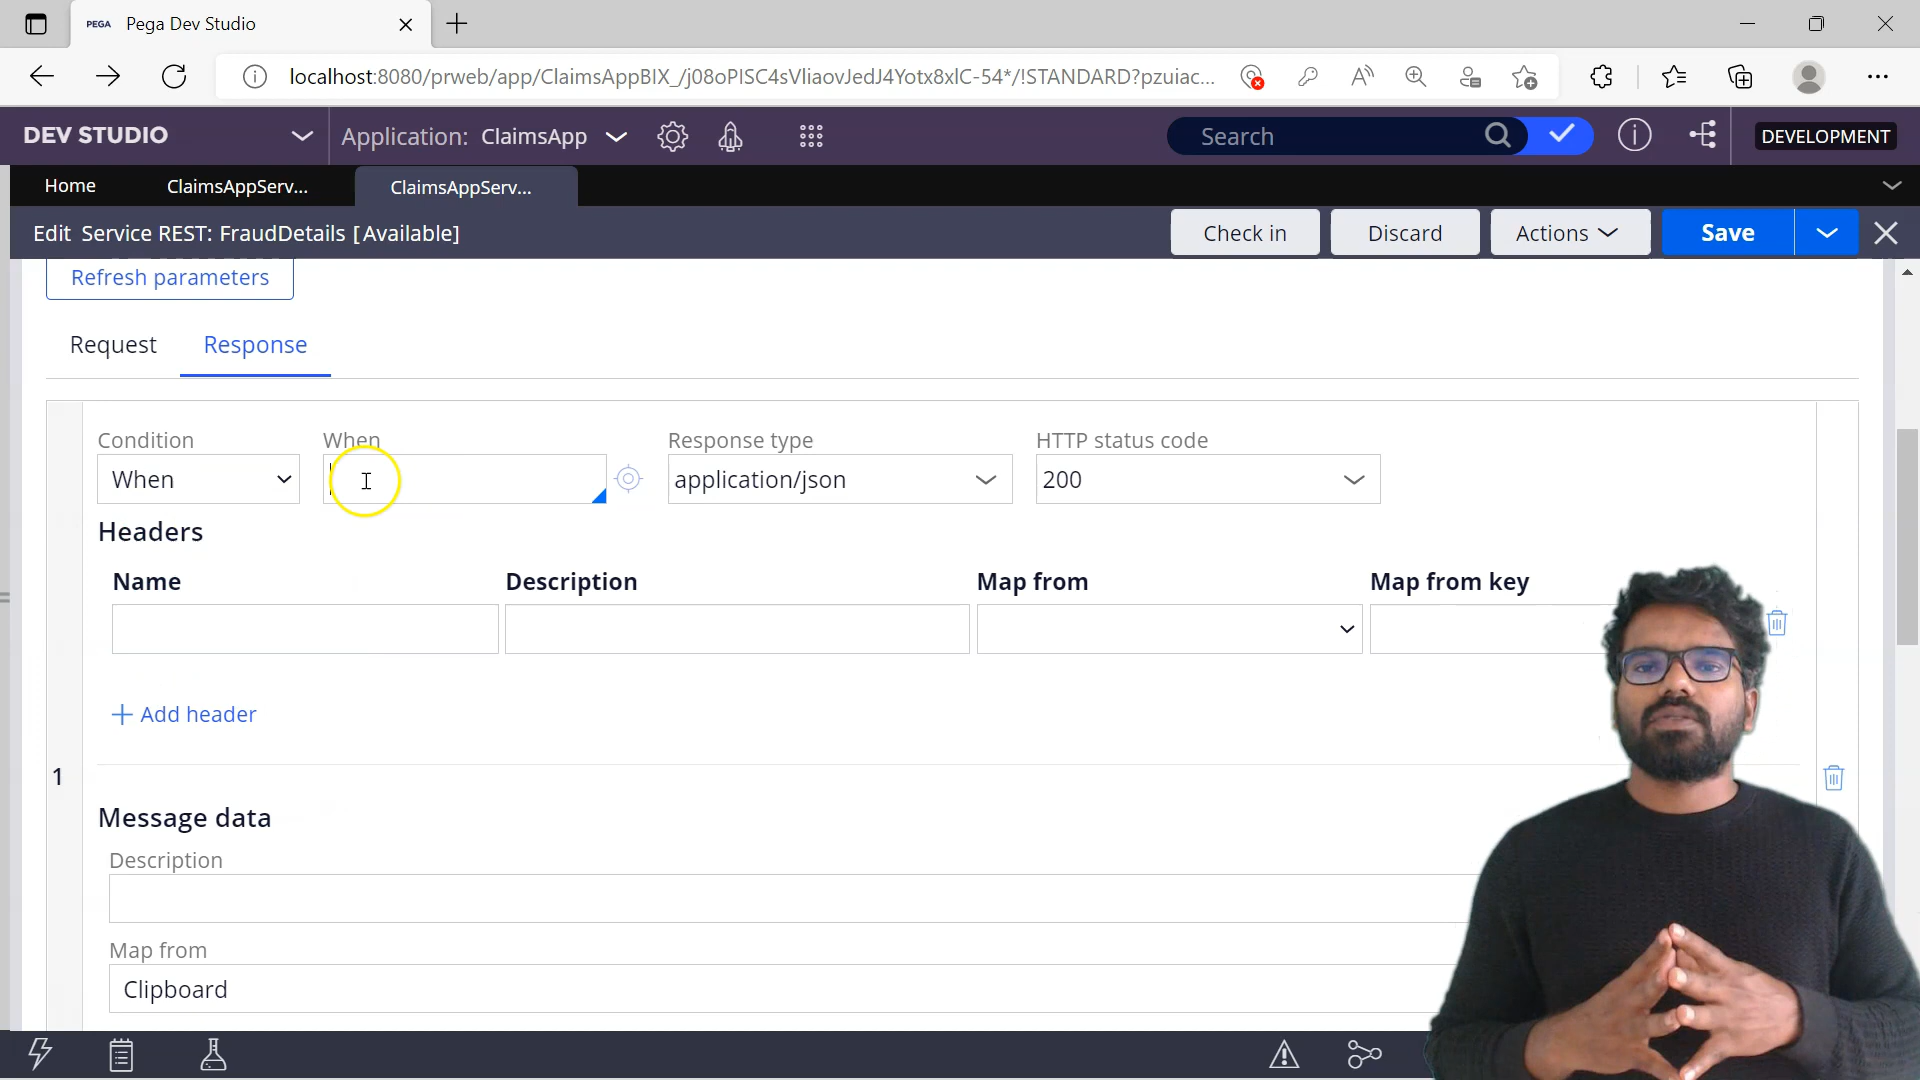 PEGA Pega Dev Studio
localhost:8080/prweb/app/ClaimsAppBIX_/j08oPISC4sVliaovJedJ4Yotx8xlC-54*/!STANDARD?pzuiac...
DEV STUDIO Application: ClaimsApp Search DEVELOPMENT
Home ClaimsAppServ... ClaimsAppServ...
Edit Service REST: FraudDetails [Available] Check in Discard Actions Save
Refresh parameters
Request Response
Condition When Response type HTTP status code
When application/json 200
Headers
Name Description Map from Map from key
+ Add header
1
Message data
Description
Map from
Clipboard